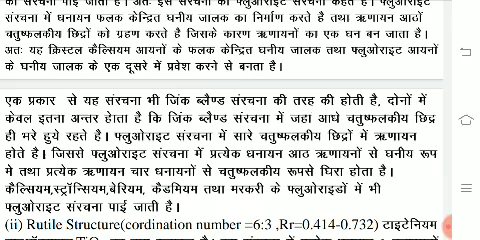 की संरचना पाई जाती है। अतः इस संरचना को फ्लुओराइट संरचना कहते है। फ्लुओराइट
संरचना में धनायन फलक केन्द्रित घनीय जालक का निर्माण करते है तथा ऋणायन आठों
चतुष्फलकीय छिद्रों को ग्रहण करते है जिसके कारण ऋणायनों का एक घन बन जाता है।
अतः यह क्रिस्टल कैल्सियम आयनों के फलक केन्द्रित घनीय जालक तथा फ्लुओराइट आयनों
के घनीय जालक के एक दूसरे में प्रवेश करने से बनता है।
एक प्रकार से यह संरचना भी जिंक ब्लैण्ड संरचना की तरह की होती है, दोनों में
केवल इतना अन्तर हेाता है कि जिंक ब्लैण्ड संरचना में जहा आधे चतुष्फलकीय छिद्र
ही भरे हुये रहते है। फ्लुओराइट संरचना में सारे चतुष्फलकीय छिद्रों में ऋणायन
होते है। जिससे फ्लुओराइट संरचना में प्रत्येक धनायन आठ ऋणायनों से घनीय रूप
मे तथा प्रत्येक ऋणायन चार धनायनों से चतुष्फलकीय रूपसे घिरा होता है।
कैल्सियम,स्ट्रॉन्सियम,बेरियम, कैडमियम तथा मरकरी के फ्लुओराइडों में भी
फ्लुओराइट संरचना पाई जाती है।
(ii) Rutile Structure(cordination number =6:3 ,Rr=0.414-0.732) टाइटेनियम